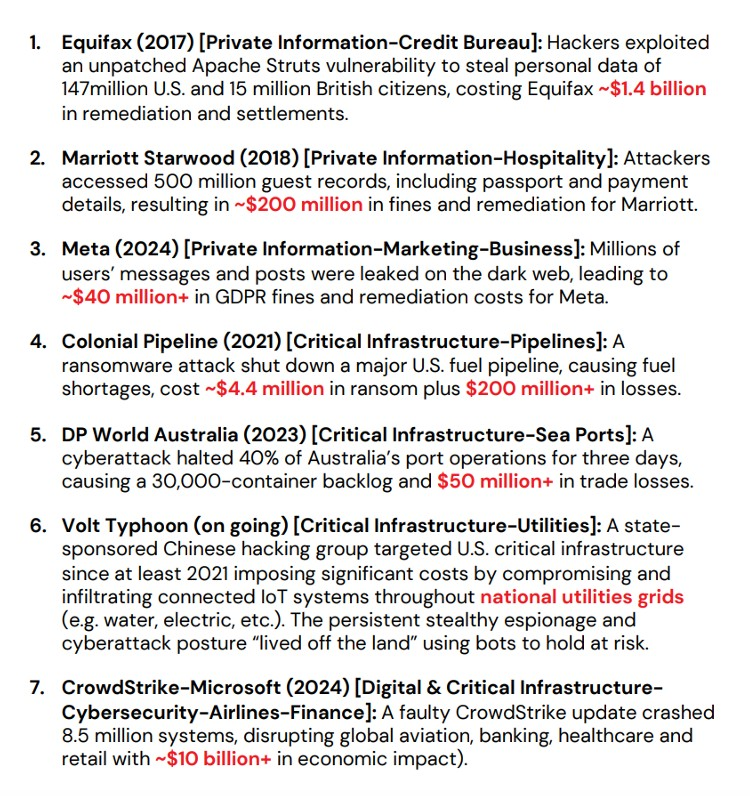 1. Equifax (2017) [Private Information-Credit Bureau]: Hackers exploited
an unpatched Apache Struts vulnerability to steal personal data of
147million U.S. and 15 million British citizens, costing Equifax ~$1.4 billion
in remediation and settlements.
2. Marriott Starwood (2018) [Private Information-Hospitality]: Attackers
accessed 500 million guest records, including passport and payment
details, resulting in ~$200 million in fines and remediation for Marriott.
3. Meta (2024) [Private Information-Marketing-Business]: Millions of
users’ messages and posts were leaked on the dark web, leading to
~$40 million+ in GDPR fines and remediation costs for Meta.
4. Colonial Pipeline (2021) [Critical Infrastructure-Pipelines]: A
ransomware attack shut down a major U.S. fuel pipeline, causing fuel
shortages, cost ~$4.4 million in ransom plus $200 million+ in losses.
5. DP World Australia (2023) [Critical Infrastructure-Sea Ports]: A
cyberattack halted 40% of Australia’s port operations for three days,
causing a 30,000-container backlog and $50 million+ in trade losses.
6. Volt Typhoon (on going) [Critical Infrastructure-Utilities]: A state-
sponsored Chinese hacking group targeted U.S. critical infrastructure
since at least 2021 imposing significant costs by compromising and
infiltrating connected IoT systems throughout national utilities grids
(e.g. water, electric, etc.). The persistent stealthy espionage and
cyberattack posture “lived off the land” using bots to hold at risk.
7. CrowdStrike-Microsoft (2024) [Digital & Critical Infrastructure-
Cybersecurity-Airlines-Finance]: A faulty CrowdStrike update crashed
8.5 million systems, disrupting global aviation, banking, healthcare and
retail with ~$10 billion+ in economic impact).